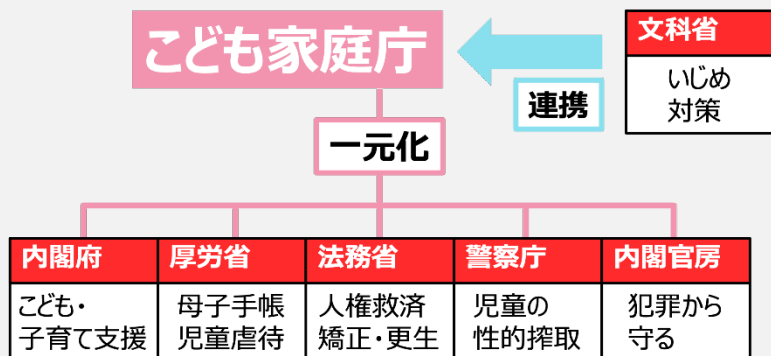 こども家庭庁
文科省
いじめ
対策
連携
一元化
内閣府
こども・
子育て支援
厚労省
母子手帳
児童虐待
法務省
人権救済
矯正・更生
警察庁
児童の
性的搾取
内閣官房
犯罪から
守る